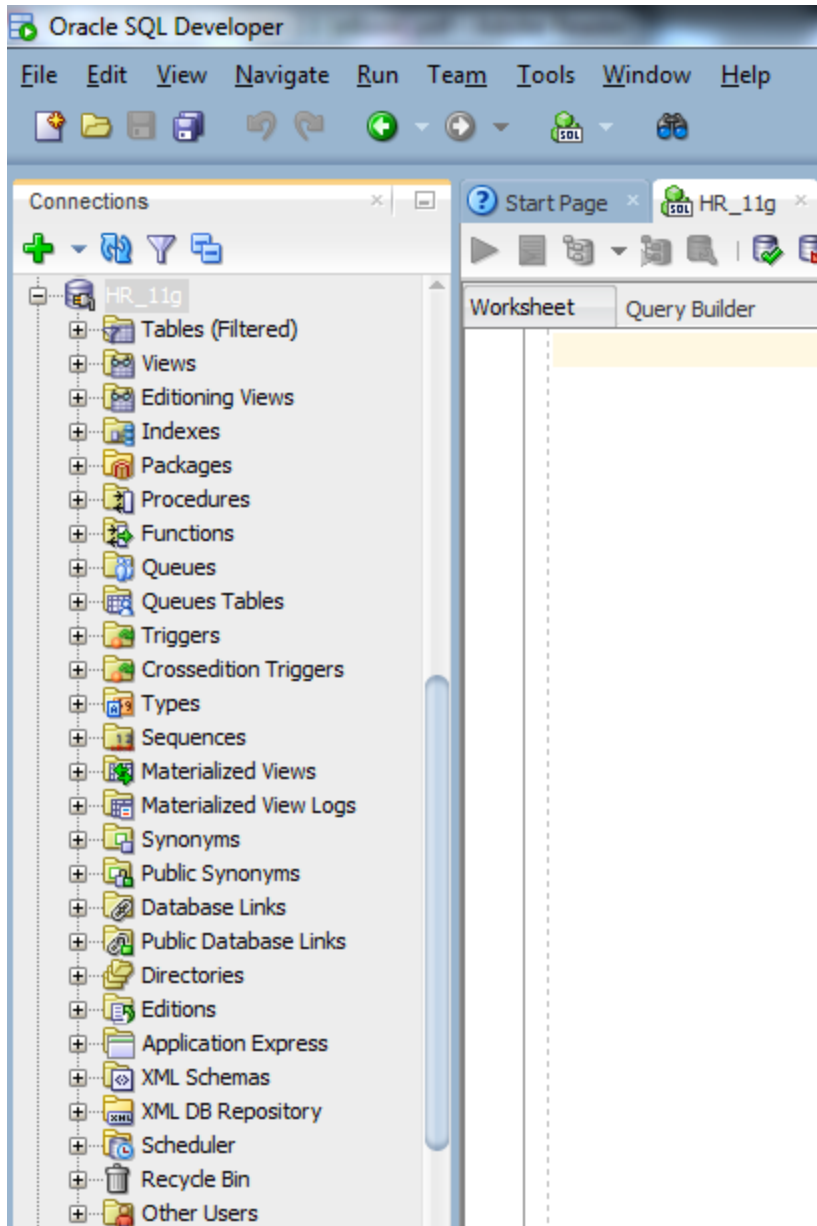 Oracle SQL Developer
File Edit View Navigate Run Team Tools Window Help
SQL
Connections
Start Page
SQL HR_11g
HR_11g
Worksheet Query Builder
Tables (Filtered)
Views
Editioning Views
Indexes
Packages
Procedures
Functions
Queues
Queues Tables
Triggers
Crossedition Triggers
Types
Sequences
Materialized Views
Materialized View Logs
Synonyms
Public Synonyms
Database Links
Public Database Links
Directories
Editions
Application Express
XML Schemas
XML DB Repository
Scheduler
Recycle Bin
Other Users